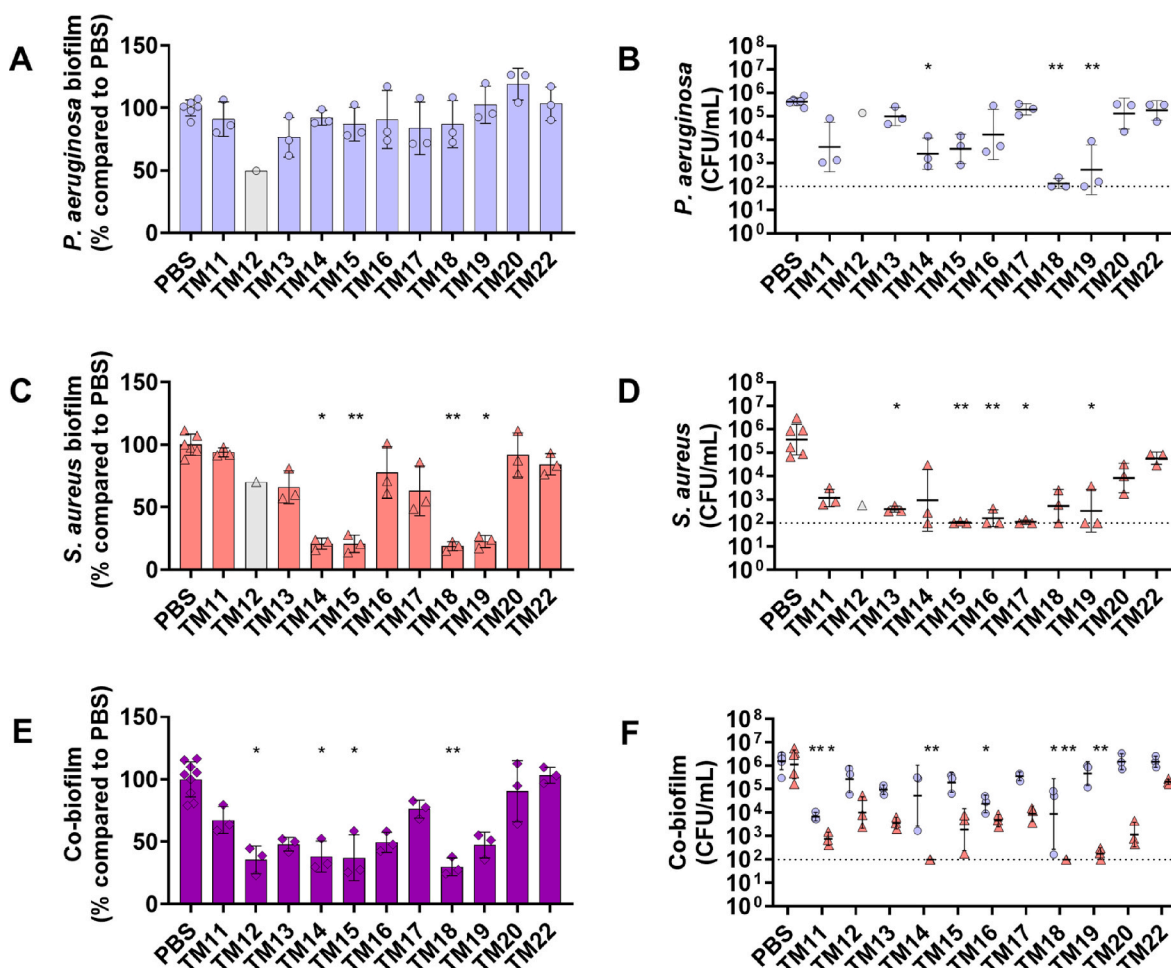 A
P. aeruginosa biofilm
(% compared to PBS)
150
100
50
0
PBS
TM11
TM12
TM13
TM14
TM15
TM16
TM17
TM18
TM19
TM20
TM22
B
P. aeruginosa
(CFU/mL)
10⁸
10⁷
10⁶
10⁵
10⁴
10³
10²
10¹
10⁰
* ** **
PBS
TM11
TM12
TM13
TM14
TM15
TM16
TM17
TM18
TM19
TM20
TM22
C
S. aureus biofilm
(% compared to PBS)
150
100
50
0
* ** ** *
PBS
TM11
TM12
TM13
TM14
TM15
TM16
TM17
TM18
TM19
TM20
TM22
D
S. aureus
(CFU/mL)
10⁸
10⁷
10⁶
10⁵
10⁴
10³
10²
10¹
10⁰
* ** ** * *
PBS
TM11
TM12
TM13
TM14
TM15
TM16
TM17
TM18
TM19
TM20
TM22
E
Co-biofilm
(% compared to PBS)
150
100
50
0
* * * **
PBS
TM11
TM12
TM13
TM14
TM15
TM16
TM17
TM18
TM19
TM20
TM22
F
Co-biofilm
(CFU/mL)
10⁸
10⁷
10⁶
10⁵
10⁴
10³
10²
10¹
10⁰
** * ** * * ** **
PBS
TM11
TM12
TM13
TM14
TM15
TM16
TM17
TM18
TM19
TM20
TM22